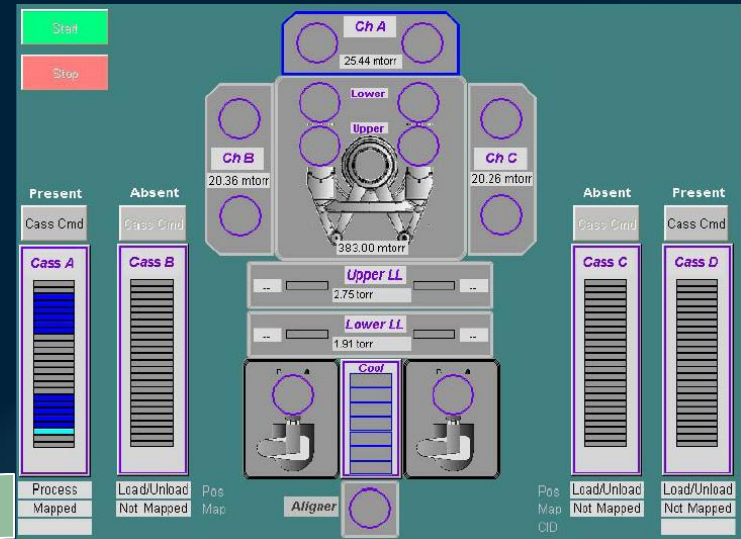 Start
Stop
Ch A
25.44 mtorr
Lower
Upper
Ch B
20.36 mtorr
Ch C
20.26 mtorr
383.00 mtorr
Present
Absent
Absent
Present
Cass Cmd
Cass Cmd
Cass Cmd
Cass Cmd
Cass A
Cass B
Cass C
Cass D
Upper LL
--
--
2.75 torr
Lower LL
--
--
1.91 torr
Cool
Process
Load/Unload
Pos
Mapped
Not Mapped
Map
Aligner
Pos
Load/Unload
Load/Unload
Map
Not Mapped
Not Mapped
CID